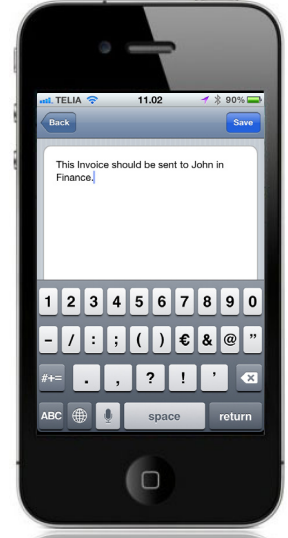 TELIA 11.02 90%
Back Save
This Invoice should be sent to John in
Finance.
1 2 3 4 5 6 7 8 9 0
- / : ; ( ) € & @ ”
#+= . , ? ! ’
ABC space return